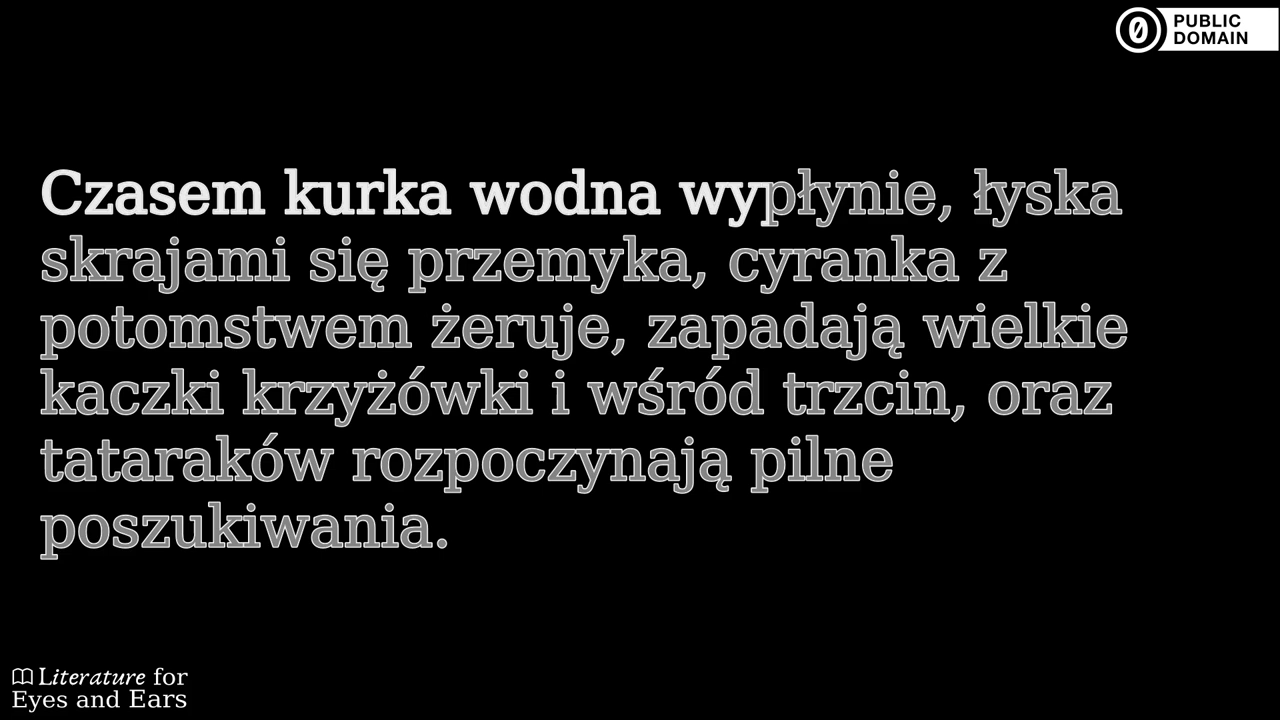 PUBLIC
DOMAIN
Czasem kurka wodna wypłynie, łyska
skrajami się przemyka, cyranka z
potomstwem żeruje, zapadają wielkie
kaczki krzyżówki i wśród trzcin, oraz
tataraków rozpoczynają pilne
poszukiwania.
Literature for
Eyes and Ears